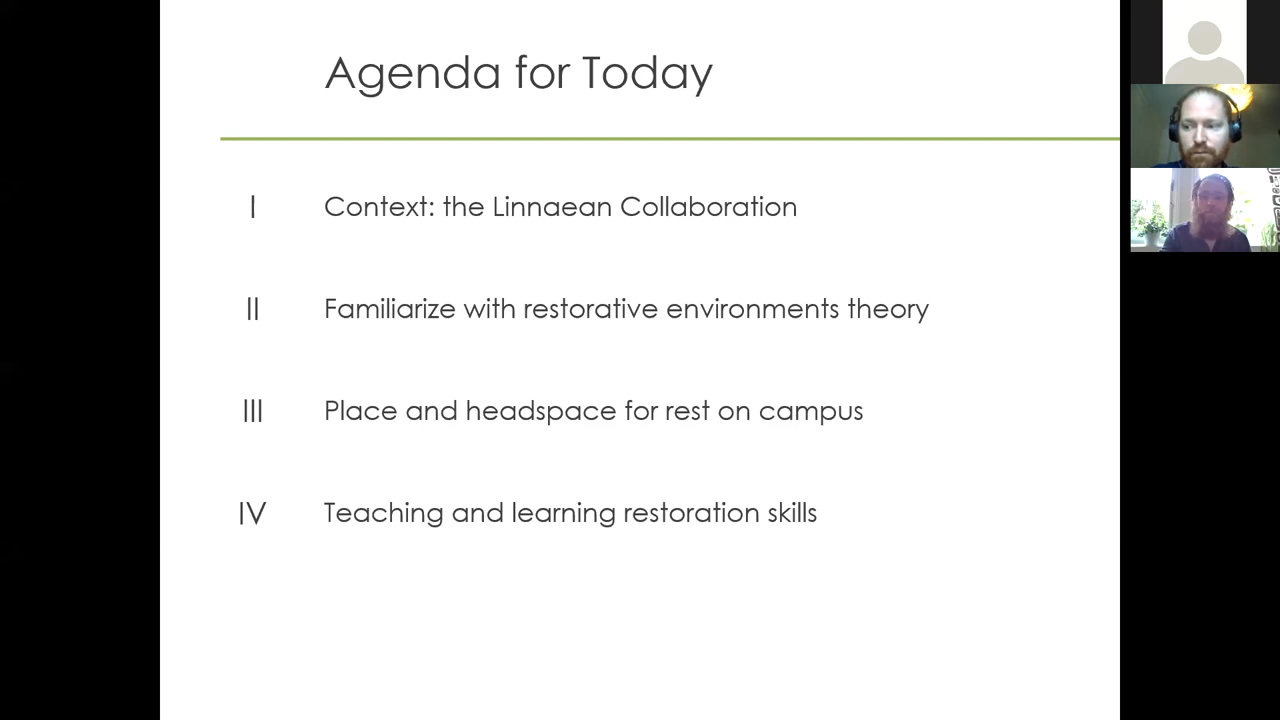 Agenda for Today
I Context: the Linnaean Collaboration
II Familiarize with restorative environments theory
III Place and headspace for rest on campus
IV Teaching and learning restoration skills